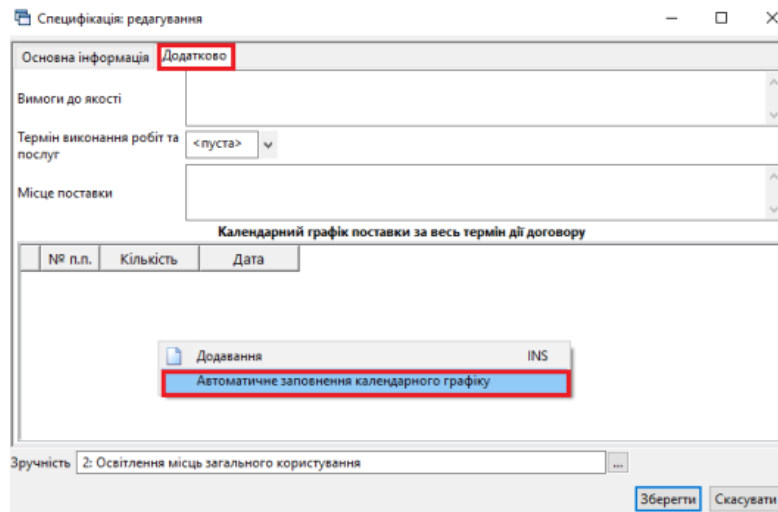 Специфікація: редагування
Основна інформація Додатково
Вимоги до якості
Термін виконання робіт та
послуг
<пуста>
Місце поставки
Календарний графік поставки за весь термін дії договору
№ п.п. Кількість Дата
Додавання INS
Автоматичне заповнення календарного графіку
Зручність 2: Освітлення місць загального користування ...
Зберегти Скасувати